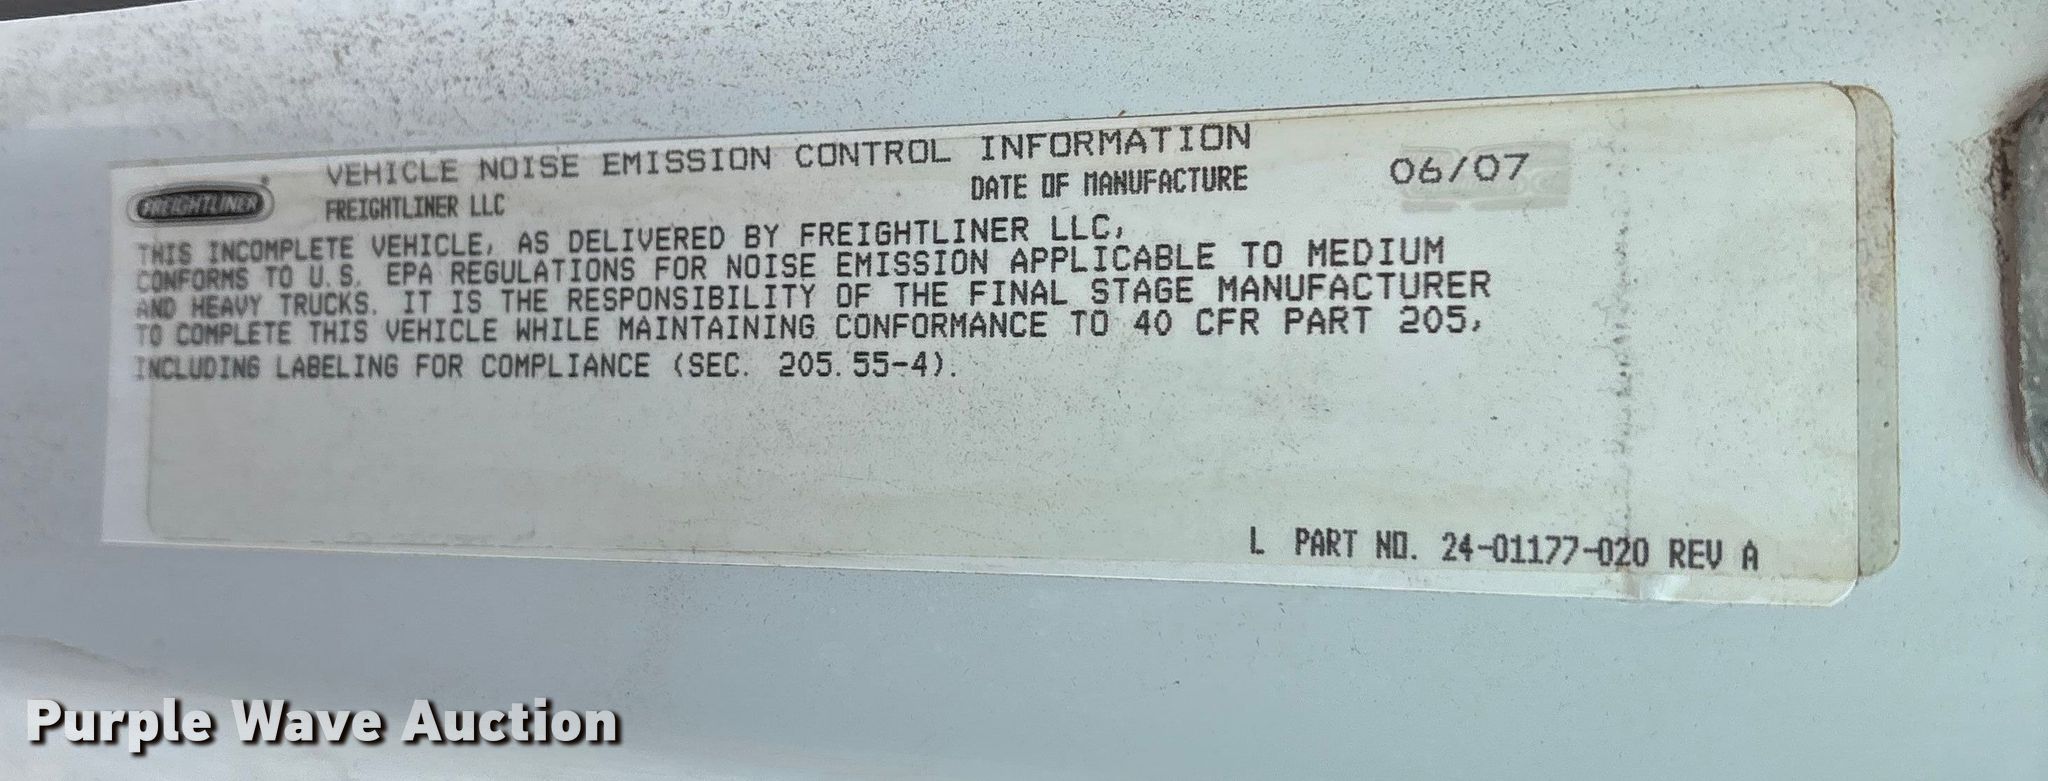 VEHICLE NOISE EMISSION CONTROL INFORMATION
FREIGHTLINER
FREIGHTLINER LLC
DATE OF MANUFACTURE 06/07
THIS INCOMPLETE VEHICLE, AS DELIVERED BY FREIGHTLINER LLC,
CONFORMS TO U.S. EPA REGULATIONS FOR NOISE EMISSION APPLICABLE TO MEDIUM
AND HEAVY TRUCKS. IT IS THE RESPONSIBILITY OF THE FINAL STAGE MANUFACTURER
TO COMPLETE THIS VEHICLE WHILE MAINTAINING CONFORMANCE TO 40 CFR PART 205,
INCLUDING LABELING FOR COMPLIANCE (SEC. 205.55-4).
L PART NO. 24-01177-020 REV A
Purple Wave Auction